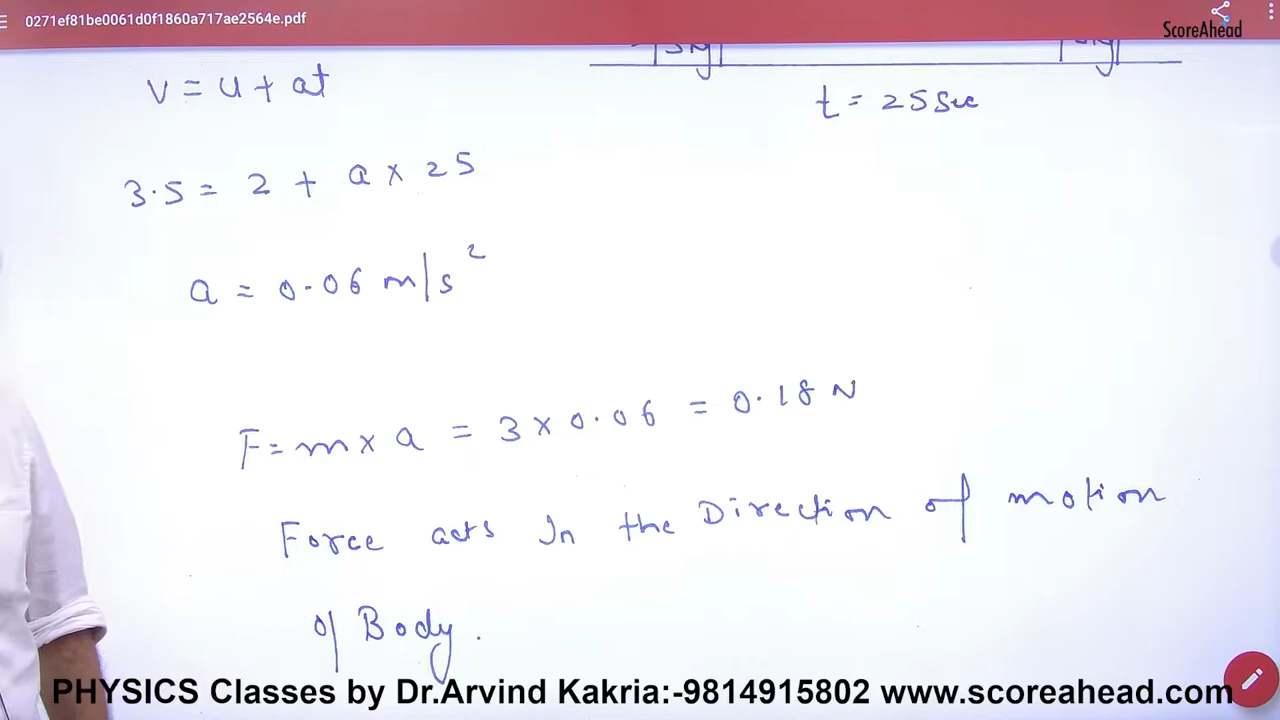 0271ef81be0061d0f1860a717ae2564e.pdf
ScoreAhead
v = u + at
t = 25 Sec
3.5 = 2 + a × 25
a = 0.06 m/s²
F = m × a = 3 × 0.06 = 0.18 N
Force acts In the Direction of motion
of Body.
PHYSICS Classes by Dr.Arvind Kakria:-9814915802 www.scoreahead.com